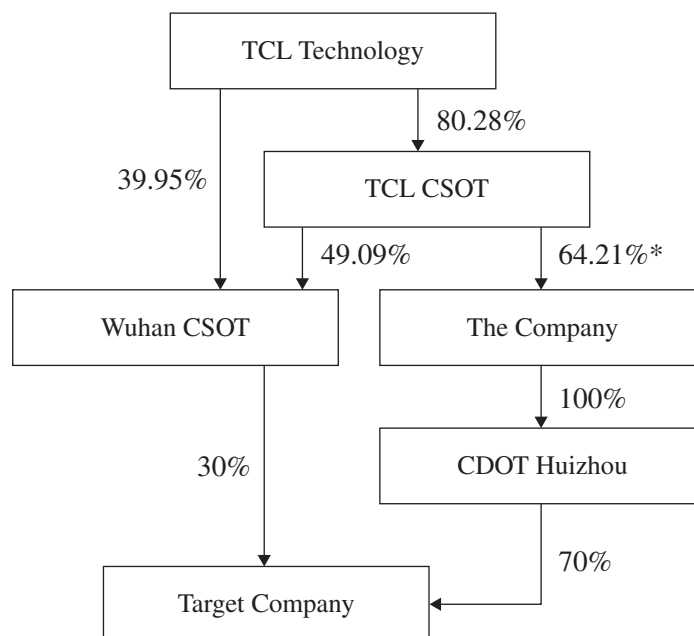 TCL Technology
80.28%
39.95%
TCL CSOT
49.09%
64.21%*
Wuhan CSOT
The Company
100%
CDOT Huizhou
30%
70%
Target Company